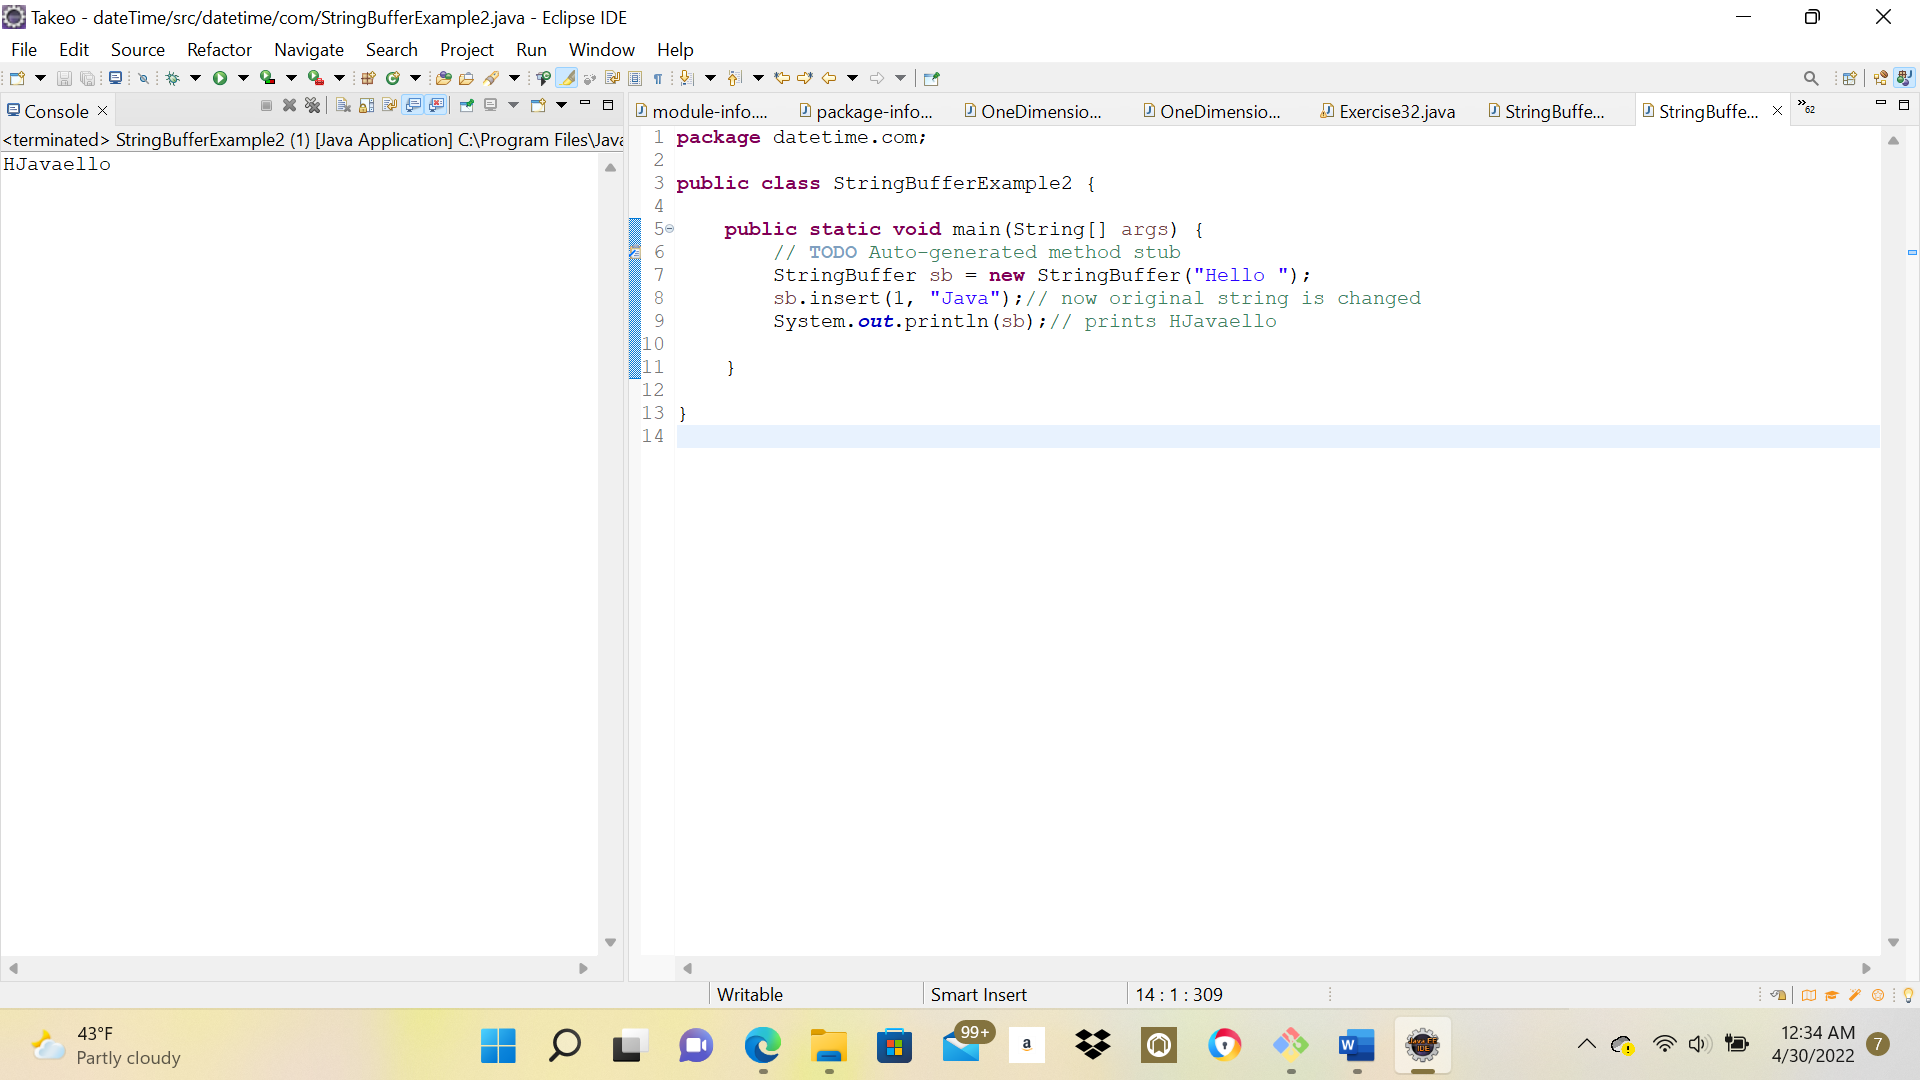 Takeo - dateTime/src/datetime/com/StringBufferExample2.java - Eclipse IDE
File Edit Source Refactor Navigate Search Project Run Window Help
Console
module-info.... package-info... OneDimensio... OneDimensio... Exercise32.java StringBuffe... StringBuffe... »62
<terminated> StringBufferExample2 (1) [Java Application] C:\Program Files\Java
HJavaello
1 package datetime.com;
2
3 public class StringBufferExample2 {
4
5 public static void main(String[] args) {
6 // TODO Auto-generated method stub
7 StringBuffer sb = new StringBuffer("Hello ");
8 sb.insert(1, "Java");// now original string is changed
9 System.out.println(sb);// prints HJavaello
10
11 }
12
13 }
14
Writable Smart Insert 14 : 1 : 309
43°F
Partly cloudy
99+
a
W
Java EE
IDE
12:34 AM
4/30/2022
7